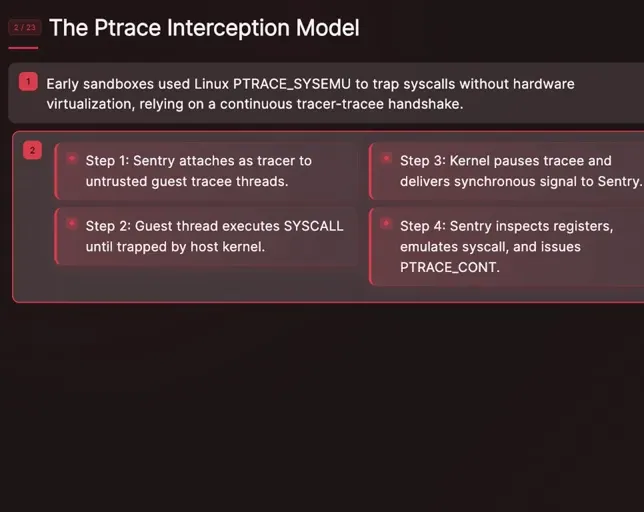 2 / 23
The Ptrace Interception Model
1
Early sandboxes used Linux PTRACE_SYSEMU to trap syscalls without hardware
virtualization, relying on a continuous tracer-tracee handshake.
2
Step 1: Sentry attaches as tracer to
untrusted guest tracee threads.
Step 2: Guest thread executes SYSCALL
until trapped by host kernel.
Step 3: Kernel pauses tracee and
delivers synchronous signal to Sentry.
Step 4: Sentry inspects registers,
emulates syscall, and issues
PTRACE_CONT.